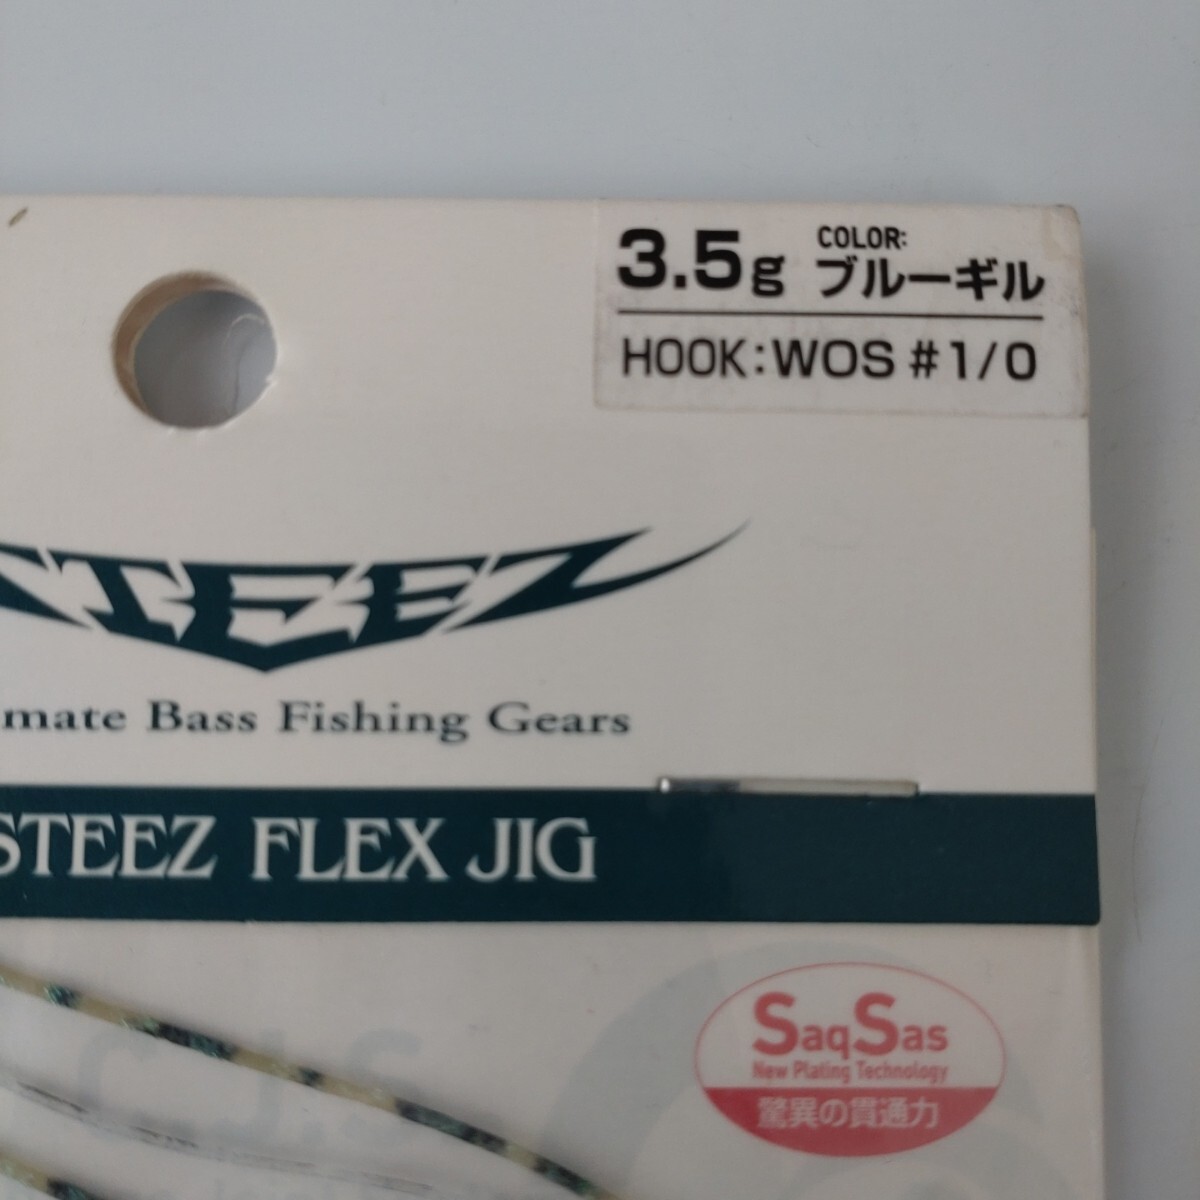 3.5g COLOR: ブルーギル
HOOK: WOS #1/0
STEEZ
mate Bass Fishing Gears
STEEZ FLEX JIG
SaqSas
New Plating Technology
驚異の貫通力